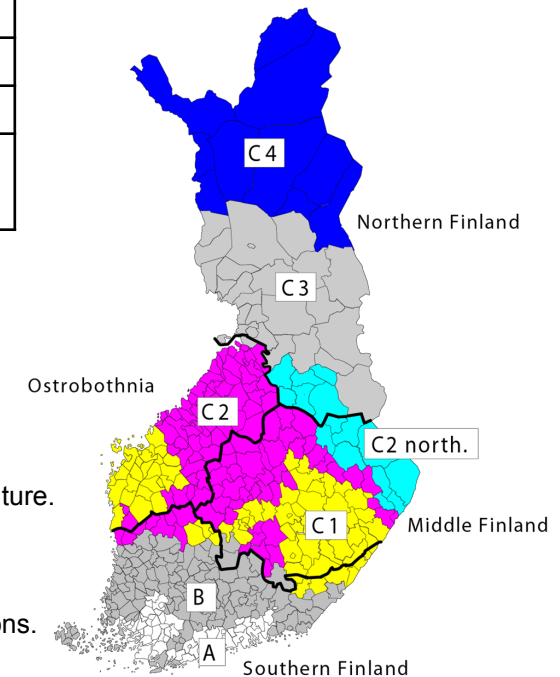 C4
Northern Finland
C3
Ostrobothnia
C2
C2 north.
ture.
C1
Middle Finland
B
ons.
A
Southern Finland